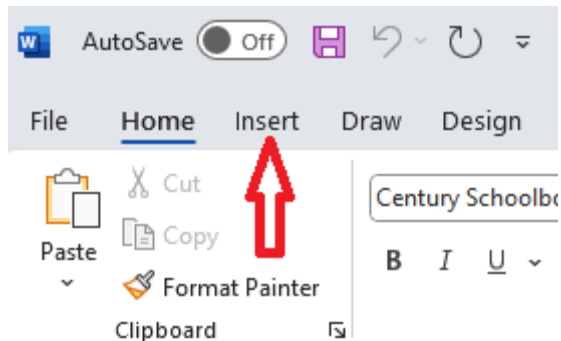 W AutoSave Off
File Home Insert Draw Design
Cut
Century Schoolbo
Copy
Paste
B I U
Format Painter
Clipboard